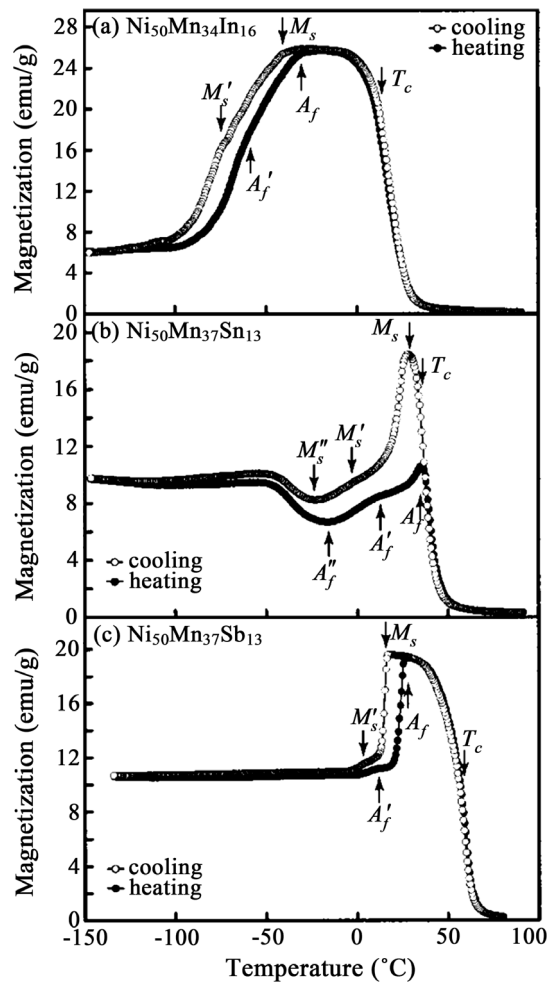 (a) Ni50Mn34In16
Ms
cooling
heating
Ms′
Tc
Af
Af′
Magnetization (emu/g)
28
24
20
16
12
8
4
0
(b) Ni50Mn37Sn13
Ms
Tc
Ms″
Ms′
Af
Af′
Af″
cooling
heating
Magnetization (emu/g)
20
16
12
8
4
0
(c) Ni50Mn37Sb13
Ms
Ms′
Af
Tc
Af′
cooling
heating
Magnetization (emu/g)
20
16
12
8
4
0
-150 -100 -50 0 50 100
Temperature (˚C)